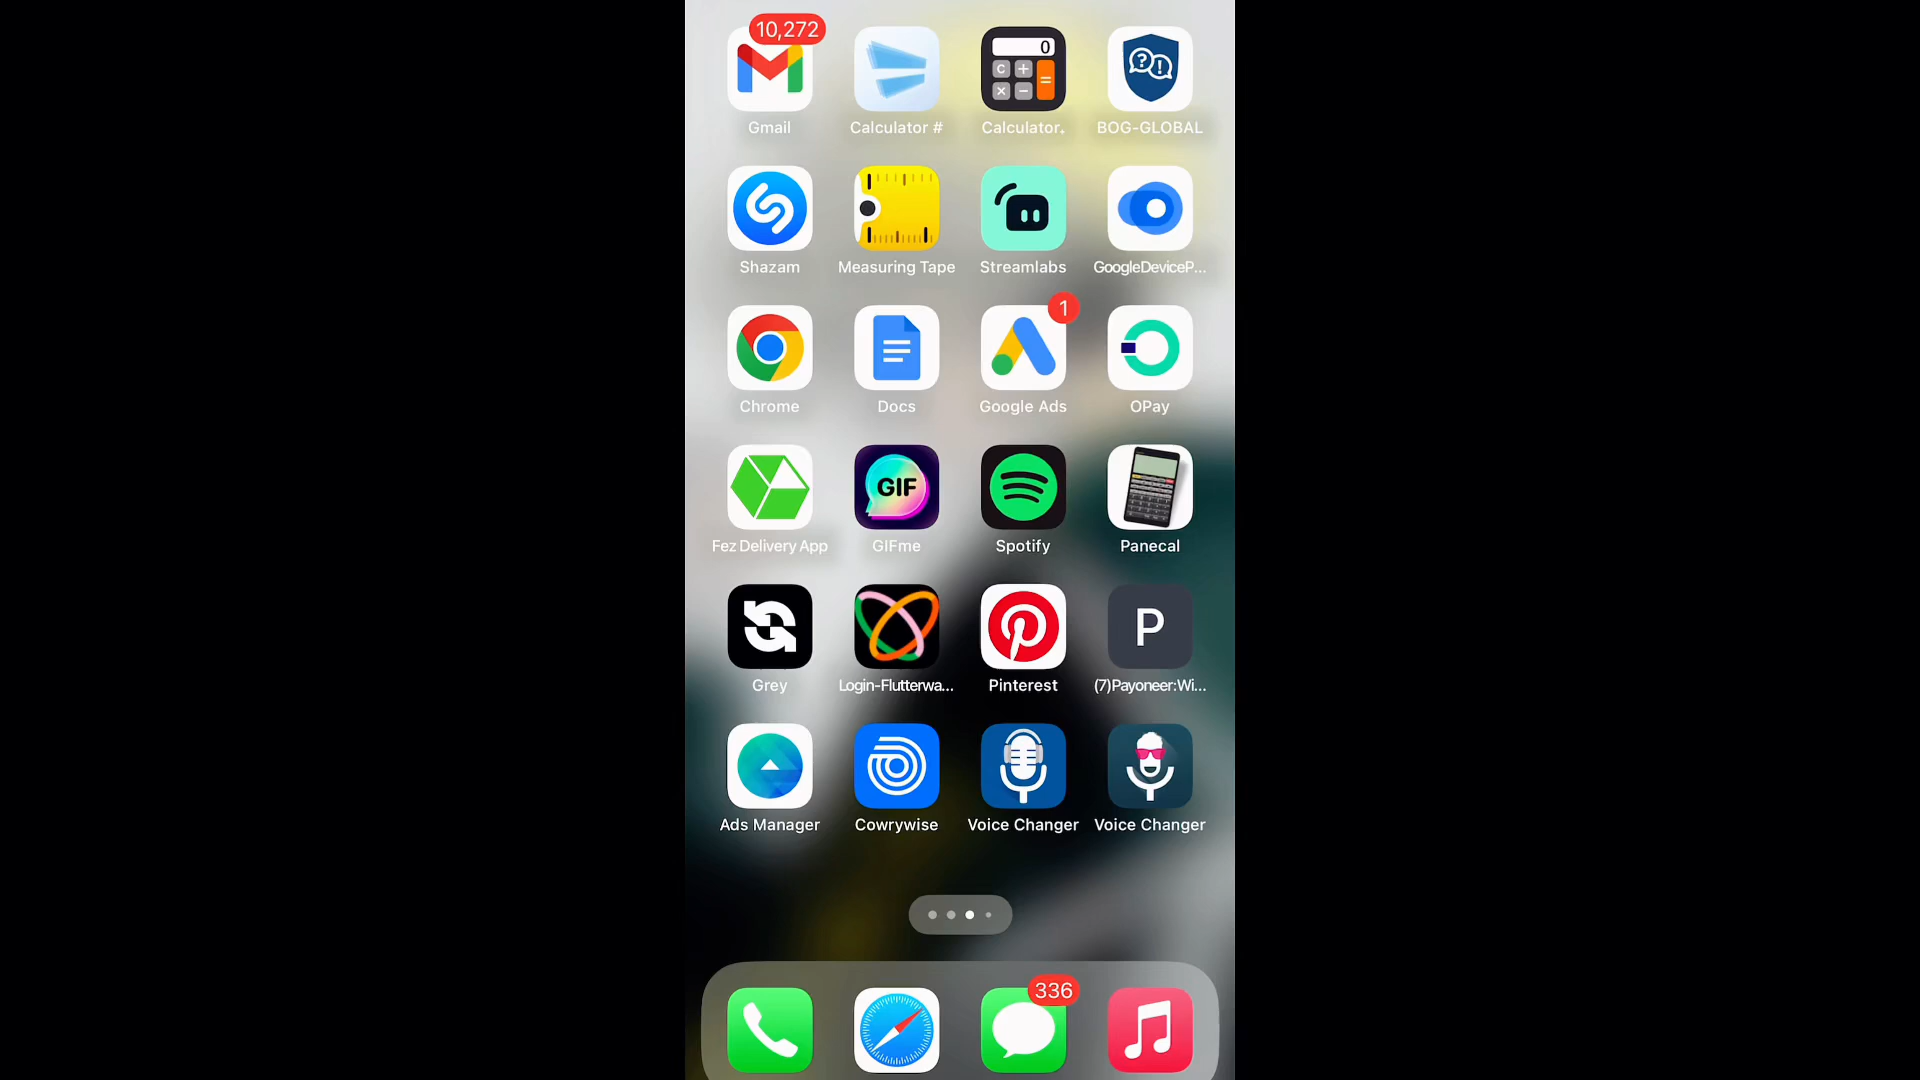 10,272
0
C +
× − =
Gmail Calculator # Calculator. BOG-GLOBAL
Shazam Measuring Tape Streamlabs GoogleDeviceP...
1
Chrome Docs Google Ads OPay
GIF
Fez Delivery App GIFme Spotify Panecal
P
Grey Login-Flutterwa... Pinterest (7)Payoneer:Wi...
Ads Manager Cowrywise Voice Changer Voice Changer
336